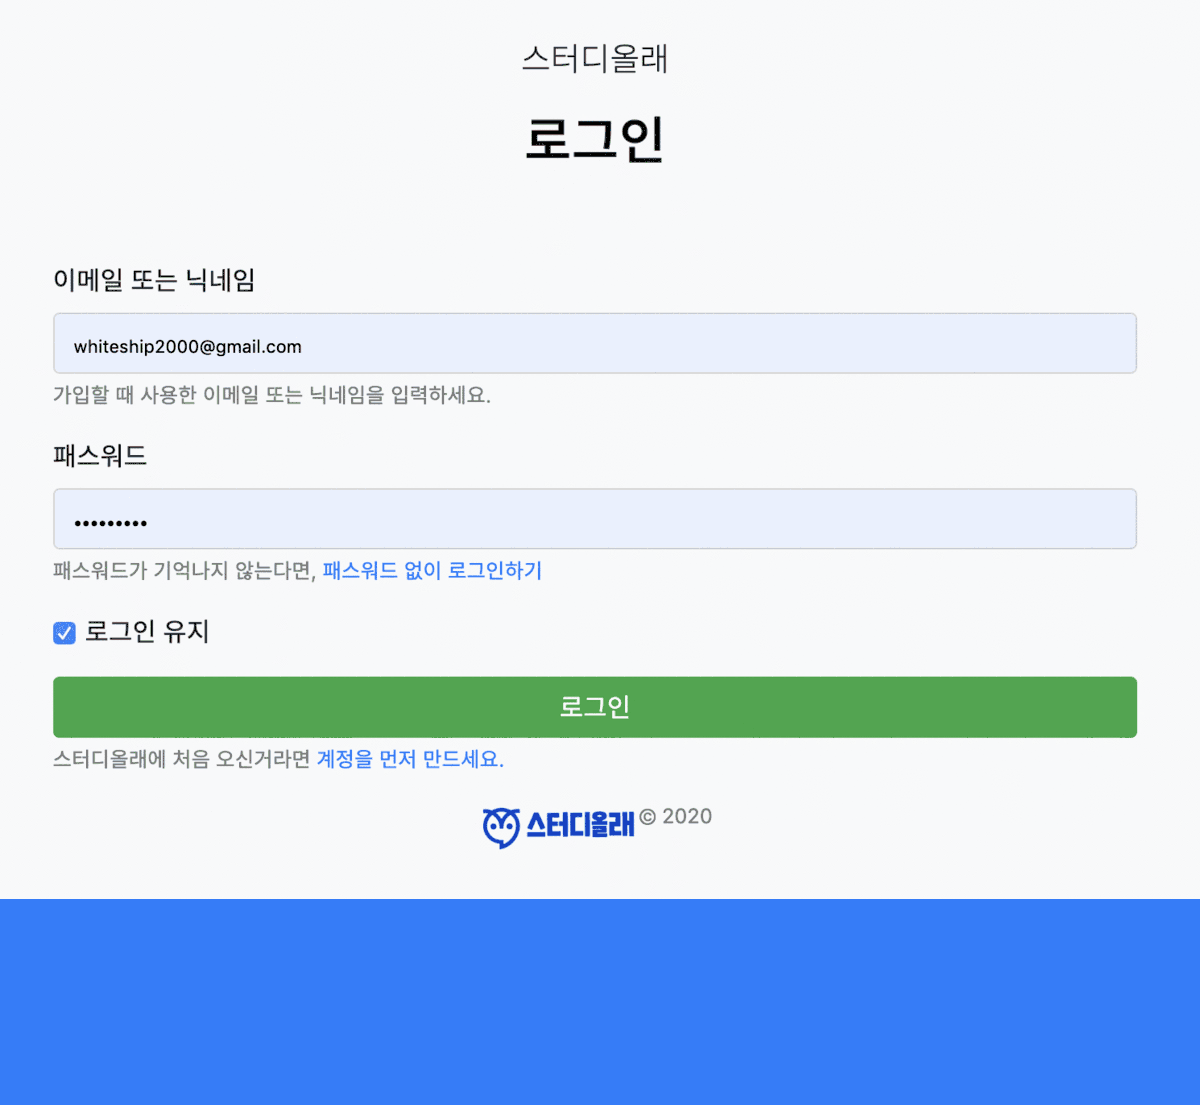 스터디올래
로그인
이메일 또는 닉네임
whiteship2000@gmail.com
가입할 때 사용한 이메일 또는 닉네임을 입력하세요.
패스워드
•••••••••
패스워드가 기억나지 않는다면, 패스워드 없이 로그인하기
로그인 유지
로그인
스터디올래에 처음 오신거라면 계정을 먼저 만드세요.
스터디올래 © 2020